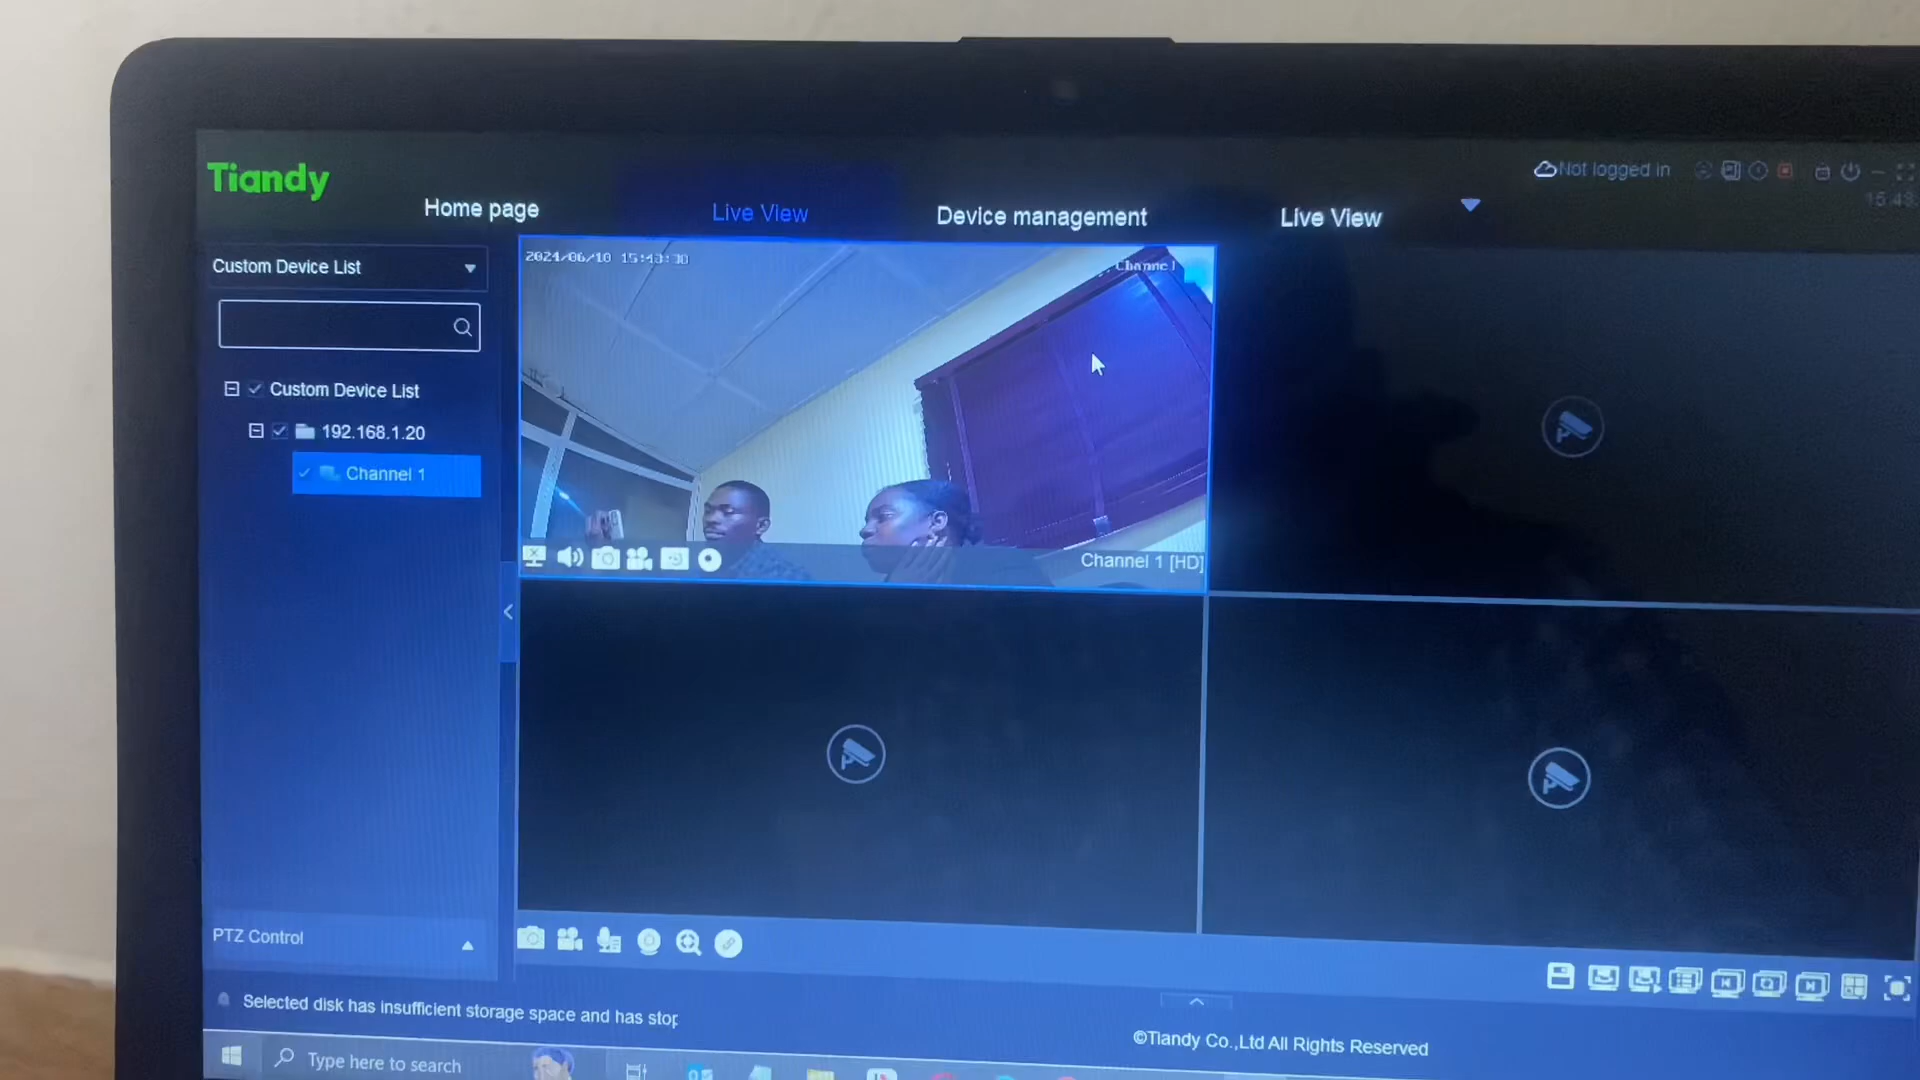 Tiandy
Not logged in
Home page
Live View
Device management
Live View
Custom Device List
2024/06/10 15:43:30
Channel 1
Custom Device List
192.168.1.20
Channel 1
Channel 1 [HD]
PTZ Control
Selected disk has insufficient storage space and has stop
©Tiandy Co.,Ltd All Rights Reserved
Type here to search